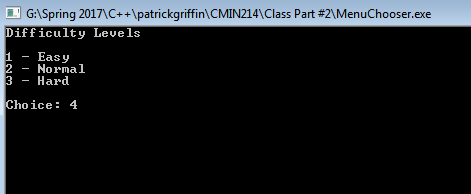 G:\Spring 2017\C++\patrickgriffin\CMIN214\Class Part #2\MenuChooser.exe
Difficulty Levels
1 - Easy
2 - Normal
3 - Hard
Choice: 4